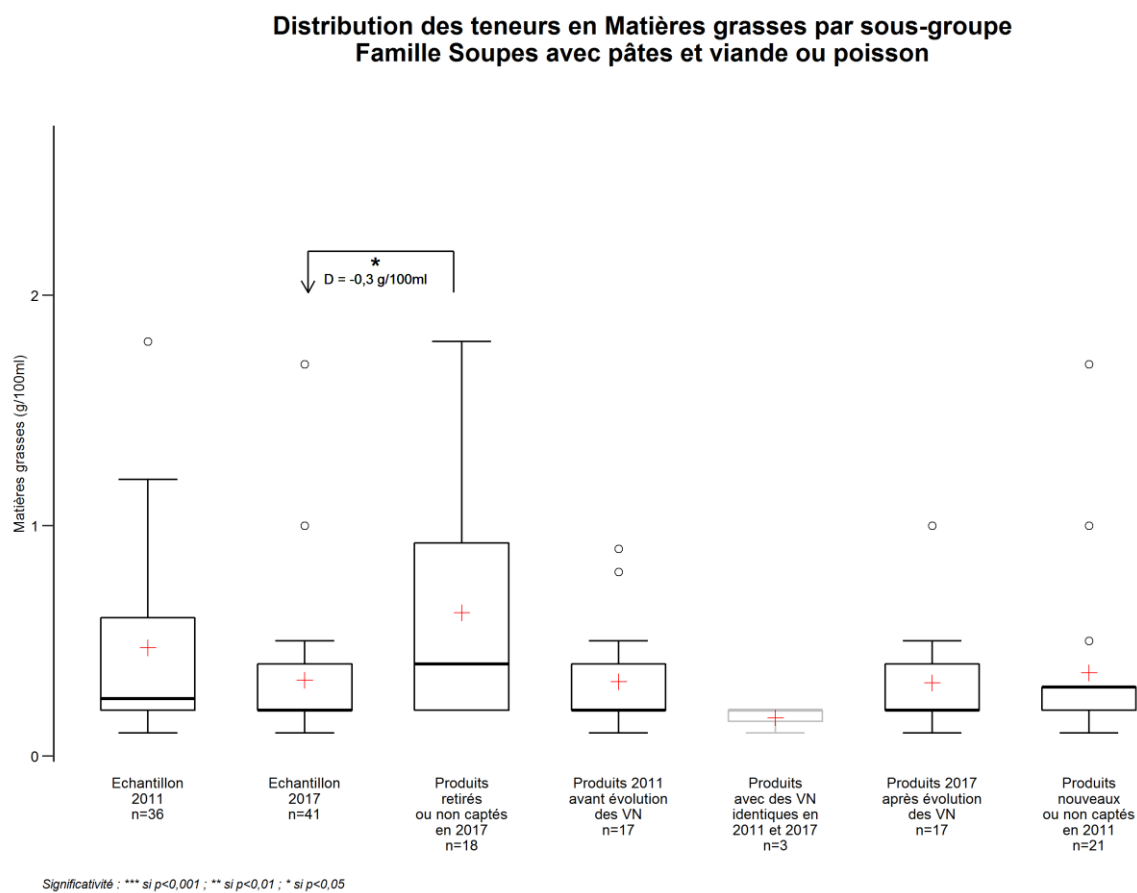 Distribution des teneurs en Matières grasses par sous-groupe
Famille Soupes avec pâtes et viande ou poisson
*
D = -0,3 g/100ml
Matières grasses (g/100ml)
2
1
0
Echantillon
2011
n=36
Echantillon
2017
n=41
Produits
retirés
ou non captés
en 2017
n=18
Produits 2011
avant évolution
des VN
n=17
Produits
avec des VN
identiques en
2011 et 2017
n=3
Produits 2017
après évolution
des VN
n=17
Produits
nouveaux
ou non captés
en 2011
n=21
Significativité : *** si p<0,001 ; ** si p<0,01 ; * si p<0,05